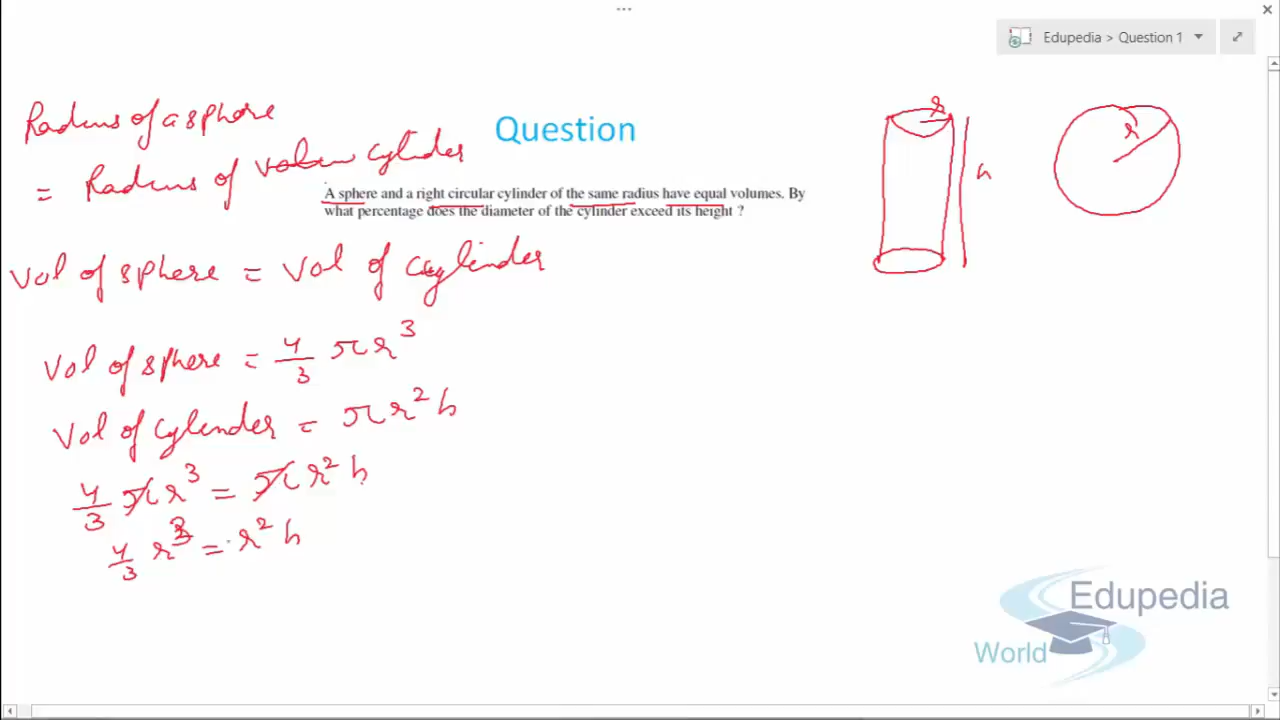 Edupedia > Question 1
Radius of a sphere
= Radius of cylinder
Question
A sphere and a right circular cylinder of the same radius have equal volumes. By
what percentage does the diameter of the cylinder exceed its height ?
r
h
r
Vol of sphere = Vol of cylinder
Vol of sphere = 4/3 πr³
Vol of cylinder = πr²h
4/3 πr³ = πr²h
4/3 r³ = r²h
Edupedia
World